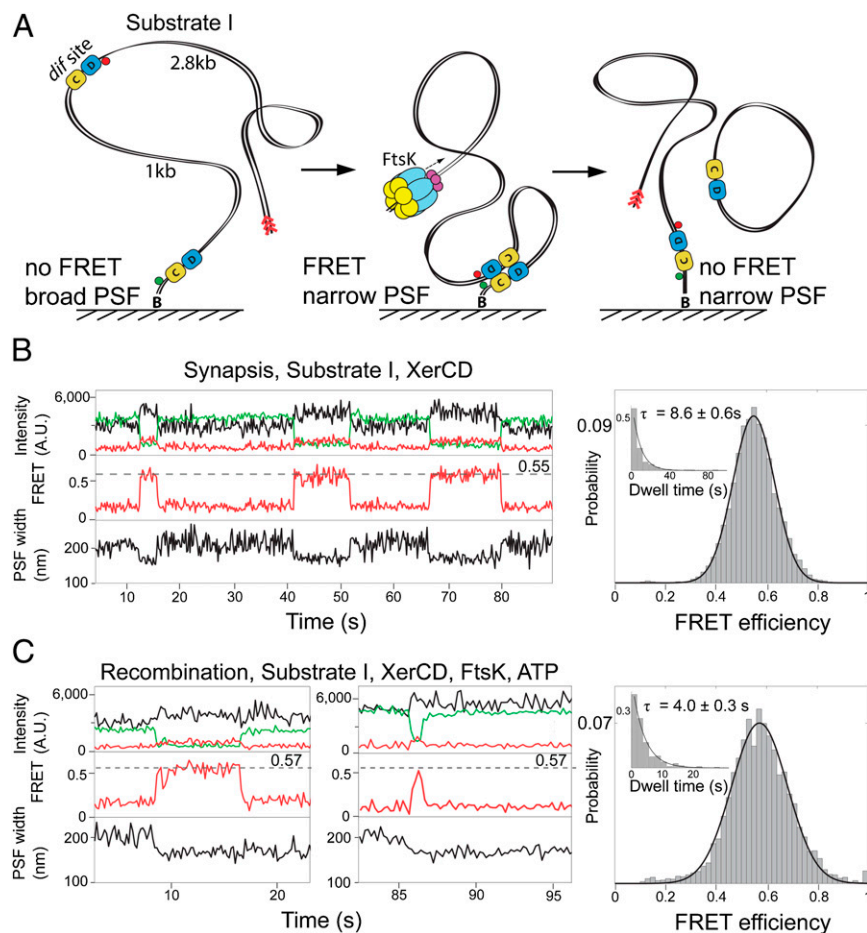 A
Substrate I
dif site
D
C
2.8kb
1kb
C
D
B
no FRET
broad PSF
FtsK
D
C
C
D
B
FRET
narrow PSF
C
D
D
C
B
no FRET
narrow PSF
B
Synapsis, Substrate I, XerCD
Intensity
(A.U.)
6,000
0
FRET
0.5
0
0.55
PSF width
(nm)
200
100
10 20 30 40 50 60 70 80
Time (s)
Probability
0.09
0.5
τ = 8.6 ± 0.6s
0 40 80
Dwell time (s)
0 0.2 0.4 0.6 0.8 1
FRET efficiency
C
Recombination, Substrate I, XerCD, FtsK, ATP
Intensity
(A.U.)
6,000
0
6,000
0
FRET
0.5
0
0.57
0.5
0
0.57
PSF width
(nm)
200
100
200
100
10 20
85 90 95
Time (s)
Time (s)
Probability
0.07
0.3
τ = 4.0 ± 0.3 s
0 10 20
Dwell time (s)
0 0.2 0.4 0.6 0.8 1
FRET efficiency